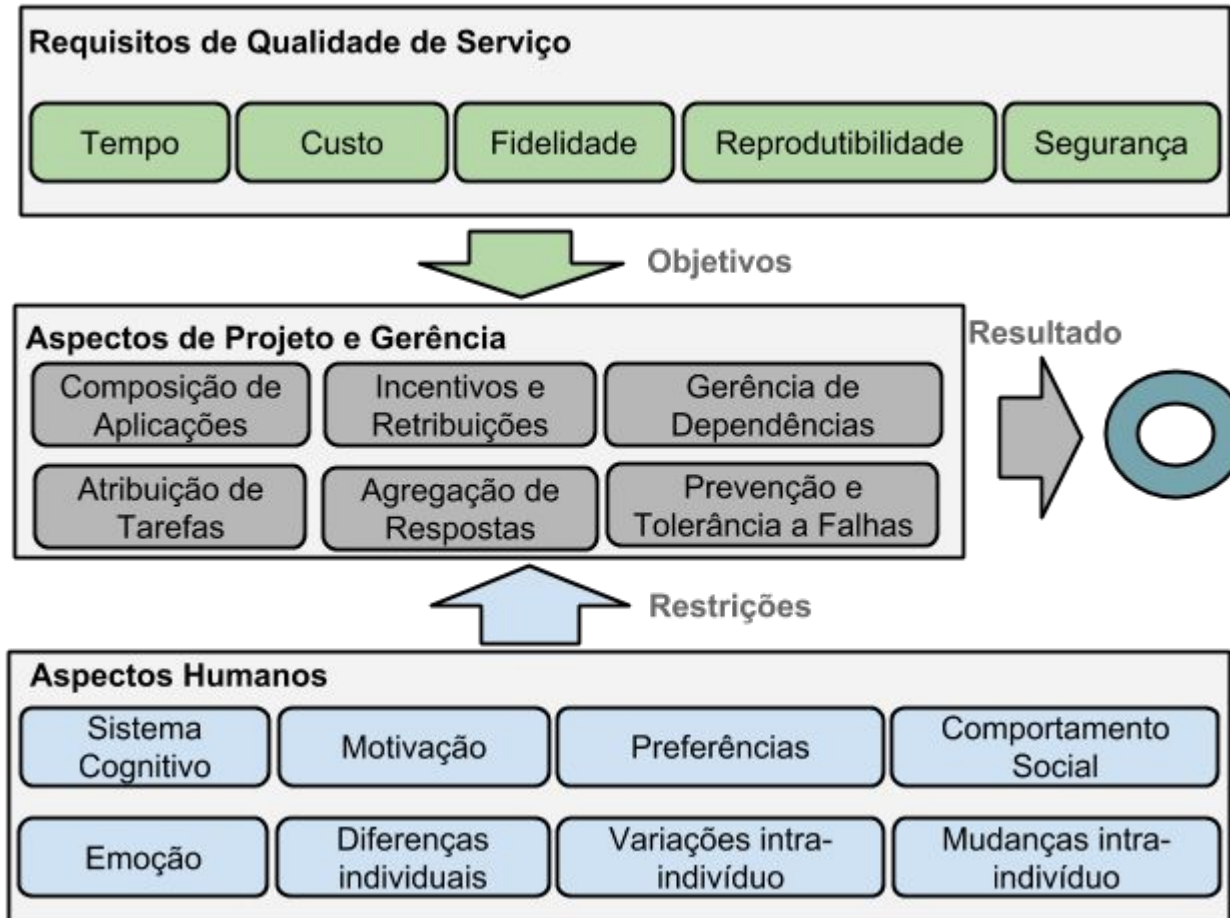 Requisitos de Qualidade de Serviço
Tempo
Custo
Fidelidade
Reprodutibilidade
Segurança
Objetivos
Aspectos de Projeto e Gerência
Resultado
Composição de
Aplicações
Incentivos e
Retribuições
Gerência de
Dependências
Atribuição de
Tarefas
Agregação de
Respostas
Prevenção e
Tolerância a Falhas
Restrições
Aspectos Humanos
Sistema
Cognitivo
Motivação
Preferências
Comportamento
Social
Emoção
Diferenças
individuais
Variações intra-
indivíduo
Mudanças intra-
indivíduo